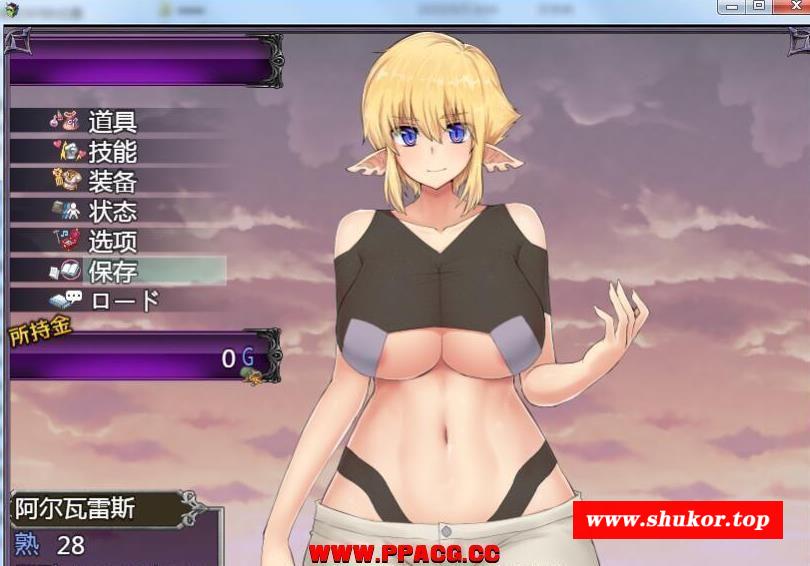 道具
技能
装备
状态
选项
保存
ロード
所持金
0 G
阿尔瓦雷斯
熟 28
www.shukor.top
WWW.PPACG.CC